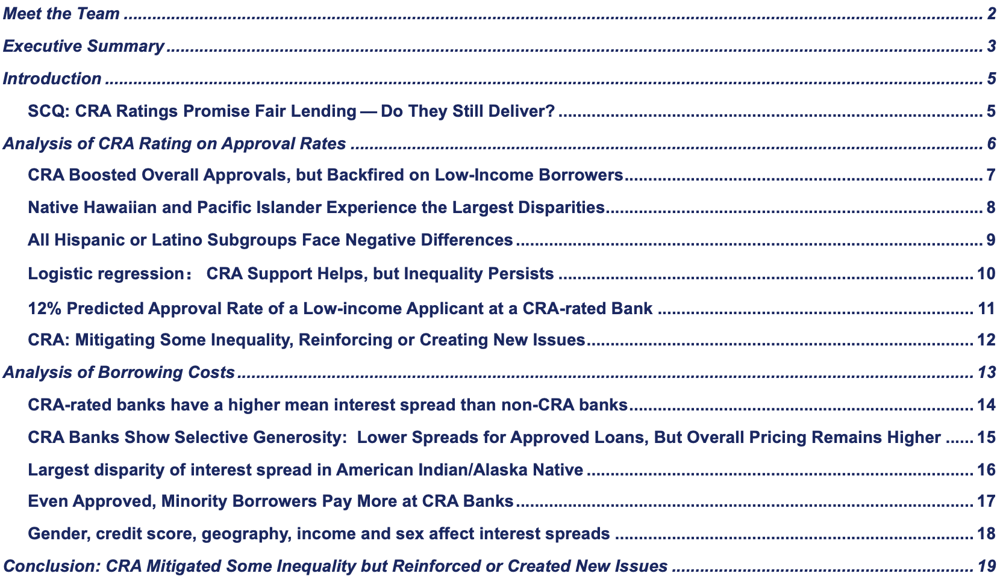 Meet the Team ........ 2
Executive Summary ........ 3
Introduction ........ 5
SCQ: CRA Ratings Promise Fair Lending — Do They Still Deliver? ........ 5
Analysis of CRA Rating on Approval Rates ........ 6
CRA Boosted Overall Approvals, but Backfired on Low-Income Borrowers ........ 7
Native Hawaiian and Pacific Islander Experience the Largest Disparities ........ 8
All Hispanic or Latino Subgroups Face Negative Differences ........ 9
Logistic regression： CRA Support Helps, but Inequality Persists ........ 10
12% Predicted Approval Rate of a Low-income Applicant at a CRA-rated Bank ........ 11
CRA: Mitigating Some Inequality, Reinforcing or Creating New Issues ........ 12
Analysis of Borrowing Costs ........ 13
CRA-rated banks have a higher mean interest spread than non-CRA banks ........ 14
CRA Banks Show Selective Generosity:  Lower Spreads for Approved Loans, But Overall Pricing Remains Higher ...... 15
Largest disparity of interest spread in American Indian/Alaska Native ........ 16
Even Approved, Minority Borrowers Pay More at CRA Banks ........ 17
Gender, credit score, geography, income and sex affect interest spreads ........ 18
Conclusion: CRA Mitigated Some Inequality but Reinforced or Created New Issues ........ 19